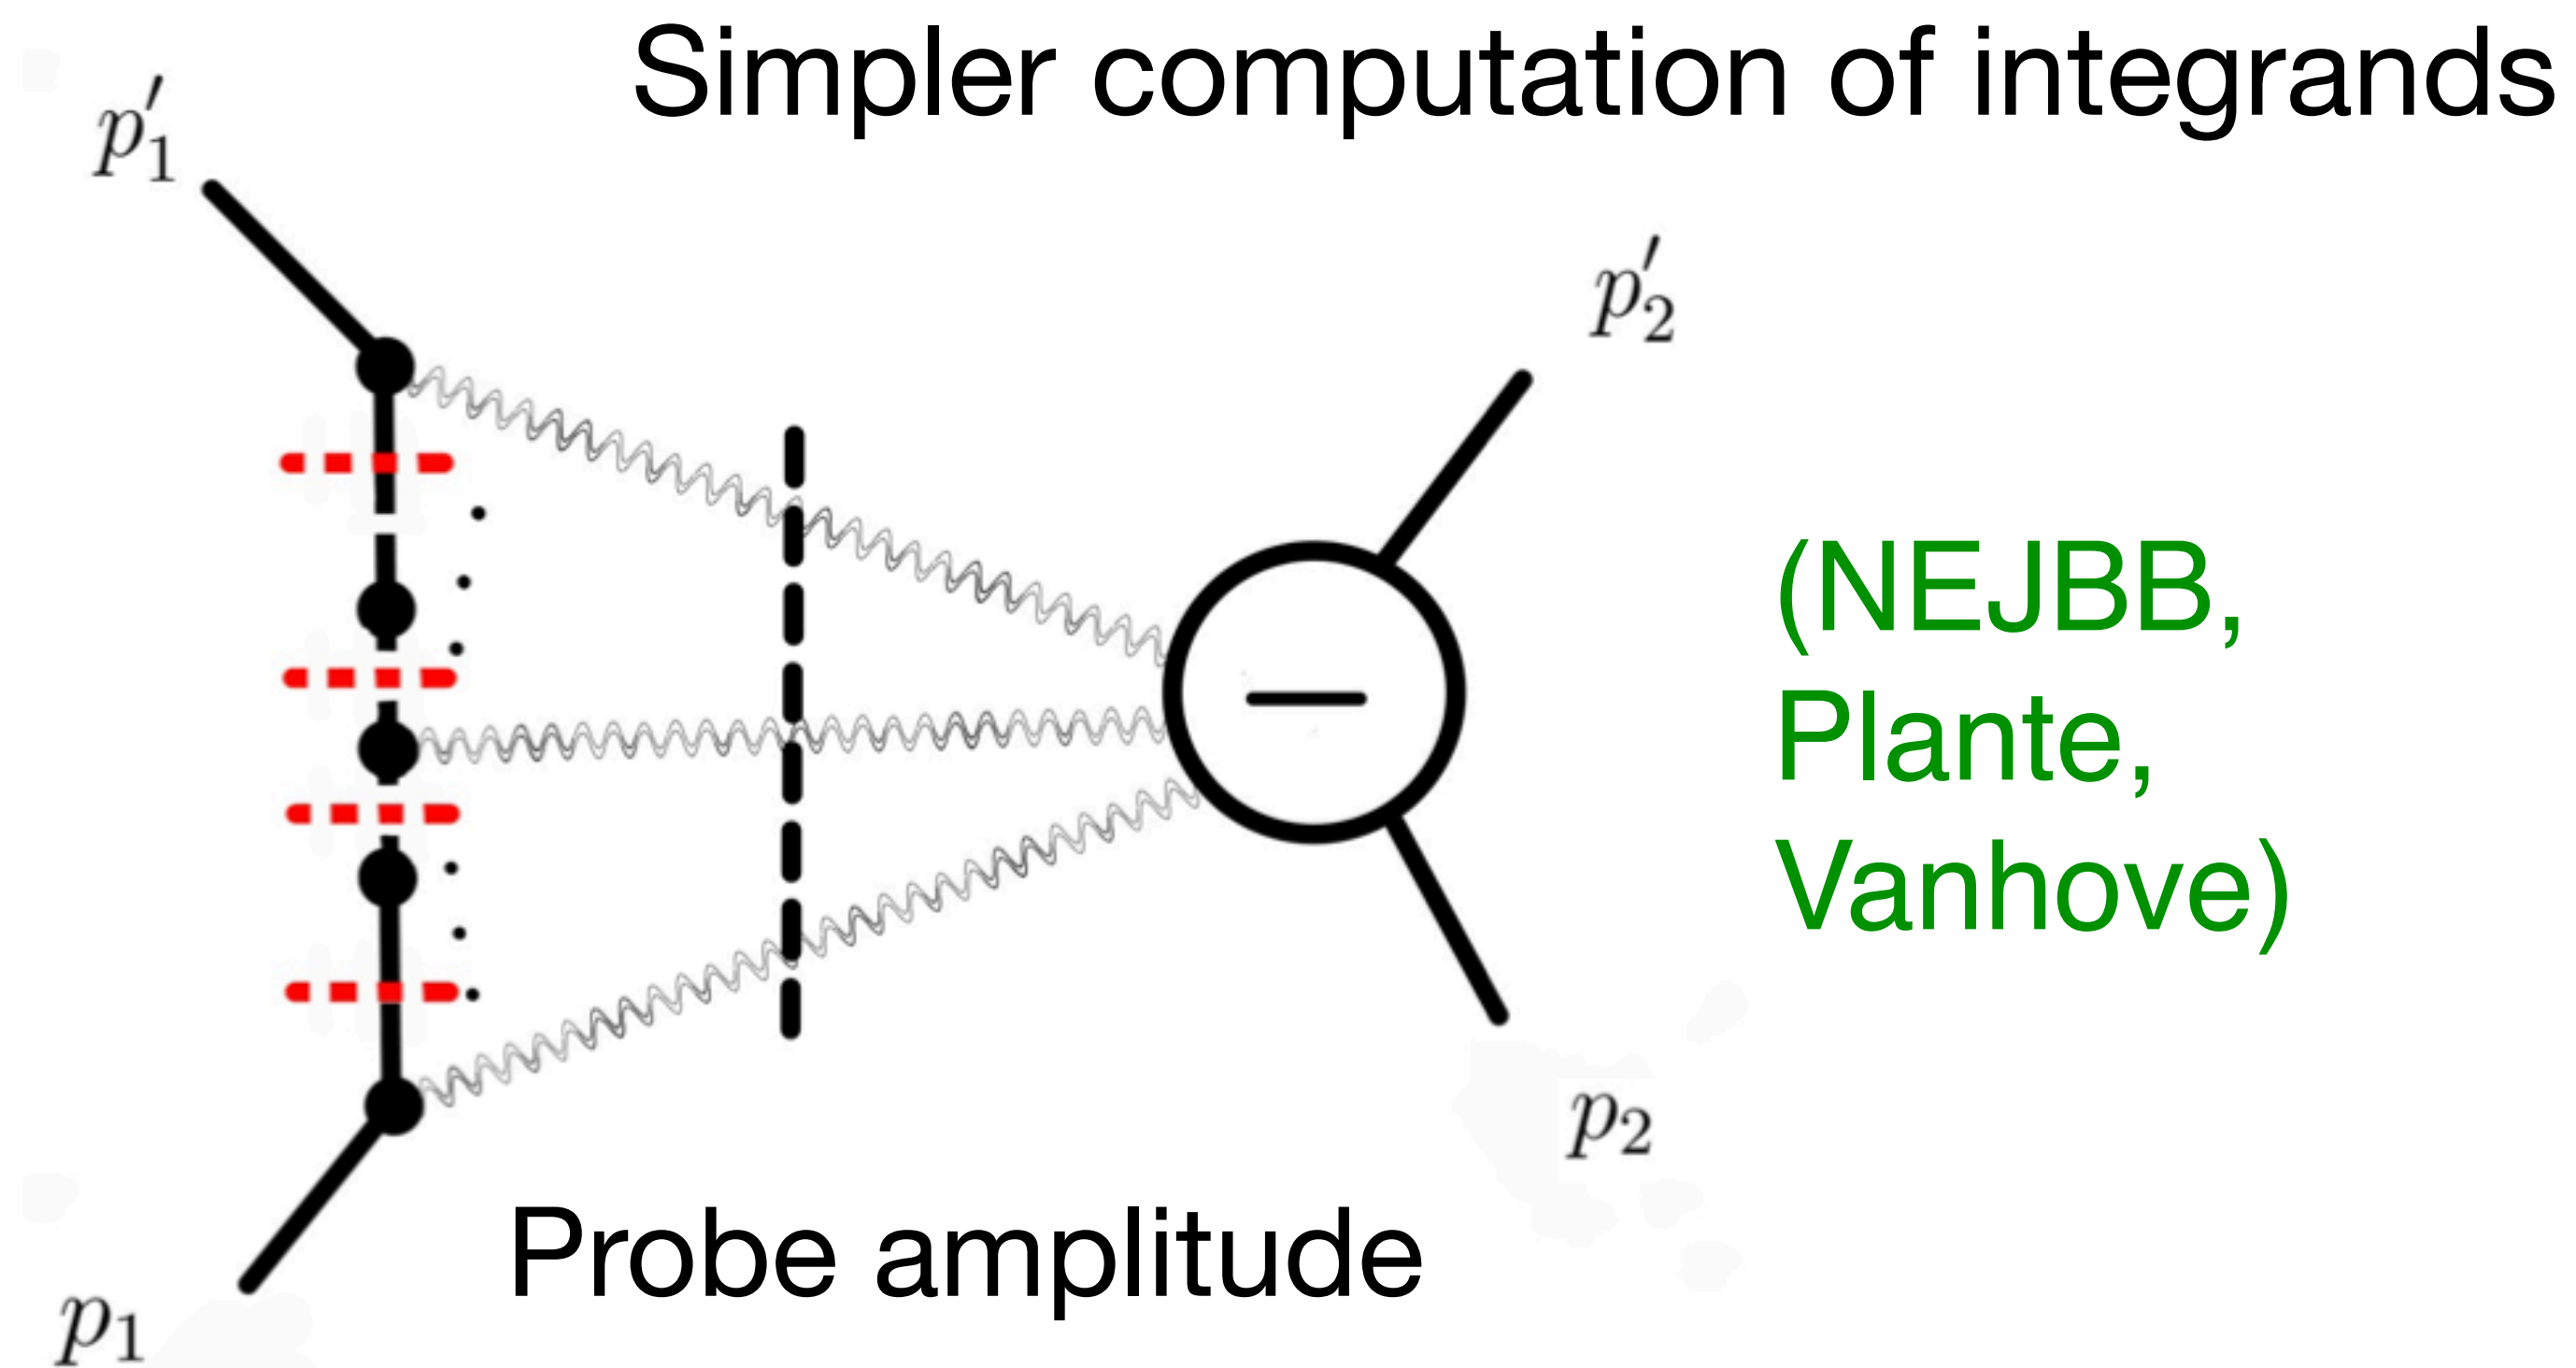 Simpler computation of integrands
p′₁
p′₂
(NEJBB,
Plante,
Vanhove)
p₂
Probe amplitude
p₁